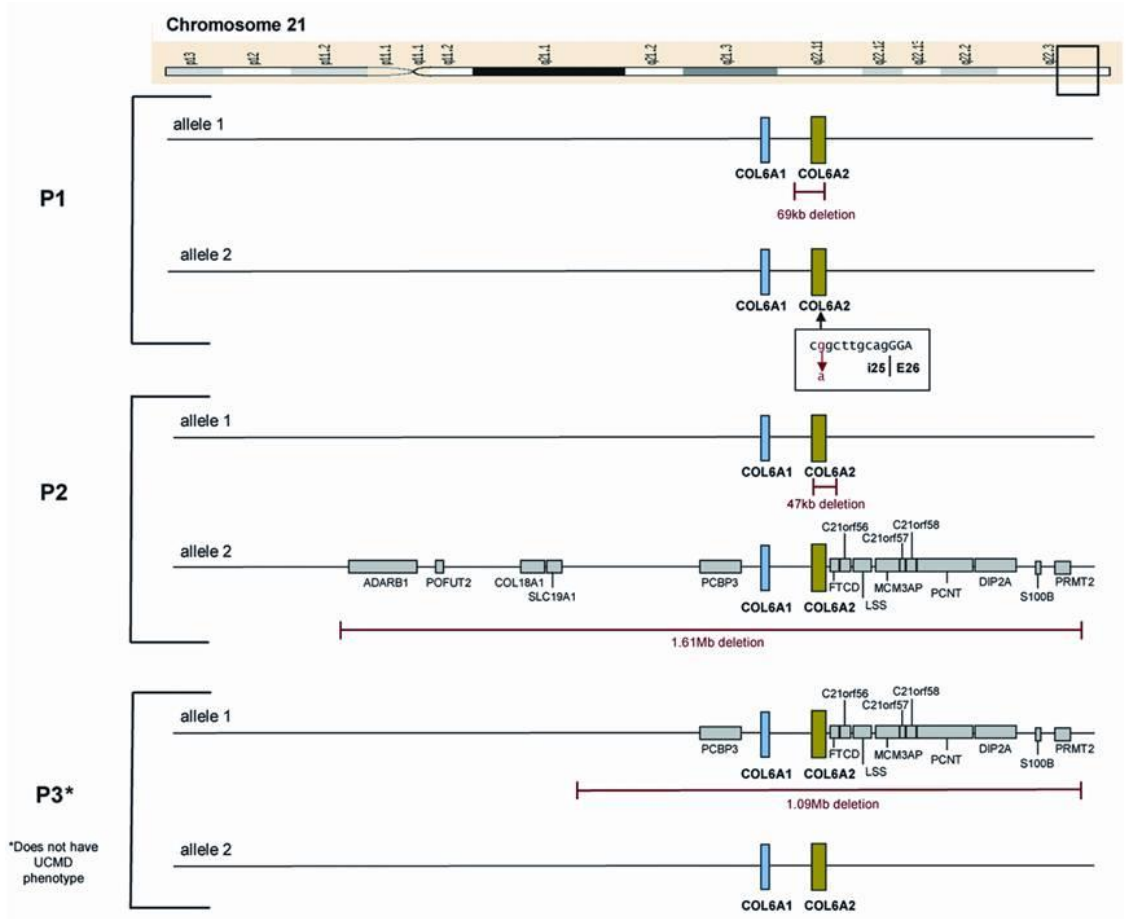 Chromosome 21
p13 p12 p11.2 p11.1 q11.1 q11.2 q21.1 q21.2 q21.3 q22.11 q22.12 q22.13 q22.2 q22.3
P1
allele 1
COL6A1 COL6A2
69kb deletion
allele 2
COL6A1 COL6A2
cggcttgcagGGA
a
i25 | E26
P2
allele 1
COL6A1 COL6A2
47kb deletion
C21orf56 C21orf58
C21orf57
allele 2
ADARB1 POFUT2 COL18A1 SLC19A1 PCBP3 FTCD LSS MCM3AP PCNT DIP2A S100B PRMT2
COL6A1 COL6A2
1.61Mb deletion
P3*
*Does not have
UCMD
phenotype
C21orf56 C21orf58
C21orf57
allele 1
PCBP3 FTCD LSS MCM3AP PCNT DIP2A S100B PRMT2
COL6A1 COL6A2
1.09Mb deletion
allele 2
COL6A1 COL6A2